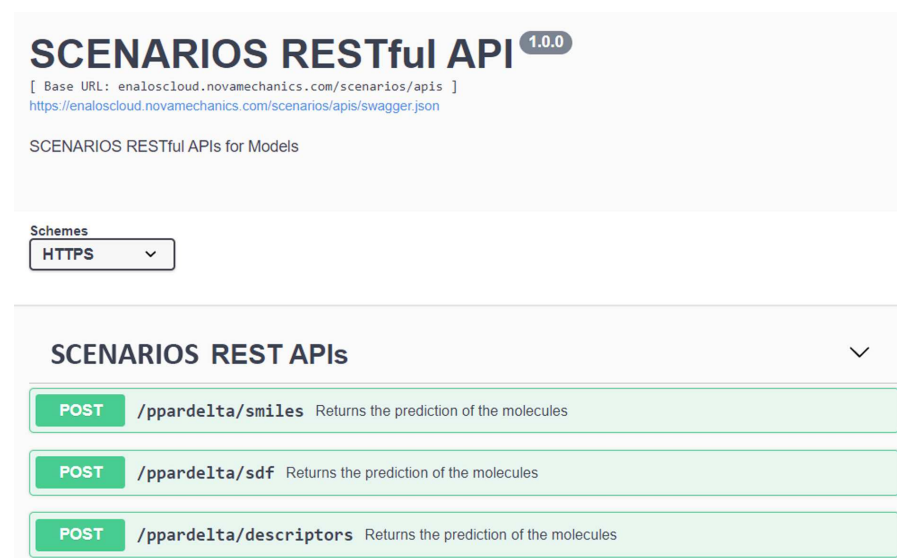 SCENARIOS RESTful API 1.0.0
[ Base URL: enaloscloud.novamechanics.com/scenarios/apis ]
https://enaloscloud.novamechanics.com/scenarios/apis/swagger.json
SCENARIOS RESTful APIs for Models
Schemes
HTTPS
SCENARIOS REST APIs
POST /ppardelta/smiles Returns the prediction of the molecules
POST /ppardelta/sdf Returns the prediction of the molecules
POST /ppardelta/descriptors Returns the prediction of the molecules